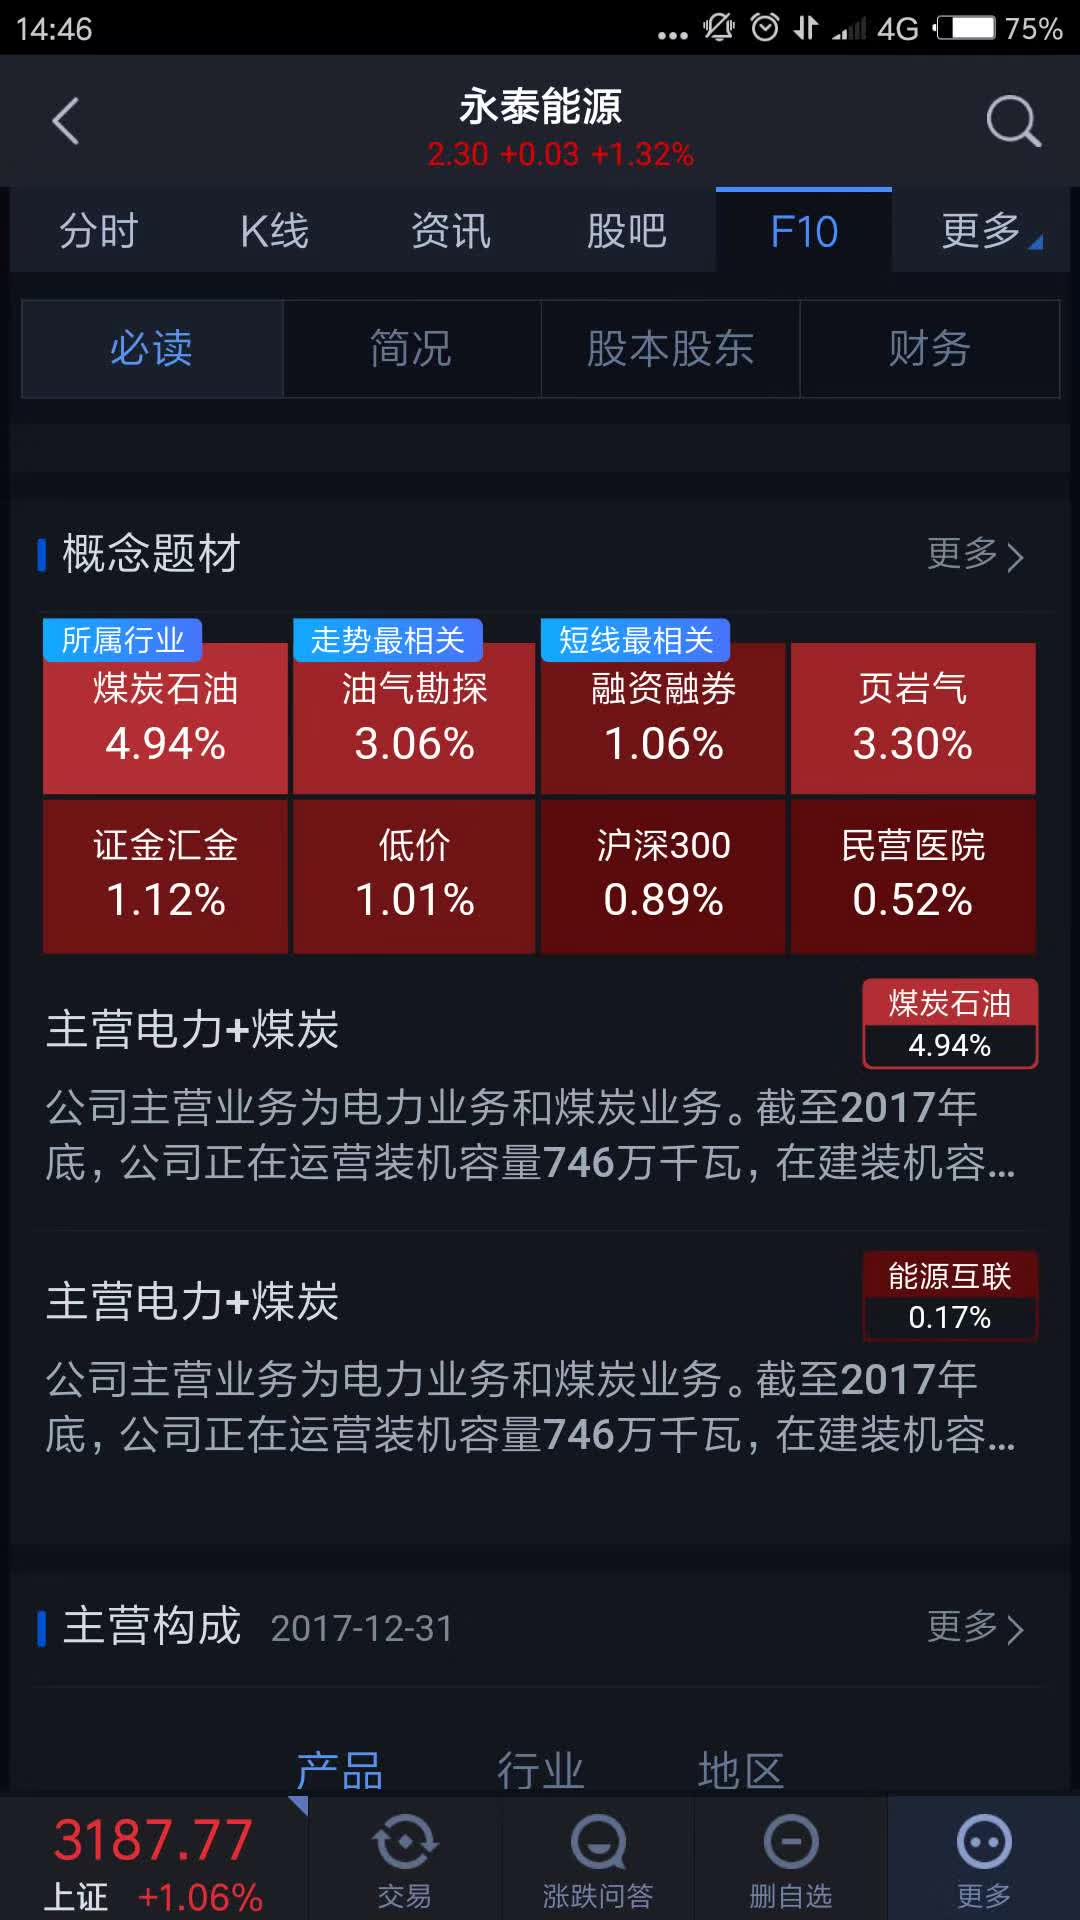 14:46 4G 75%
永泰能源
2.30 +0.03 +1.32%
分时 K线 资讯 股吧 F10 更多
必读 简况 股本股东 财务
概念题材 更多
所属行业 走势最相关 短线最相关
煤炭石油 油气勘探 融资融券 页岩气
4.94% 3.06% 1.06% 3.30%
证金汇金 低价 沪深300 民营医院
1.12% 1.01% 0.89% 0.52%
主营电力+煤炭 煤炭石油
4.94%
公司主营业务为电力业务和煤炭业务。截至2017年
底，公司正在运营装机容量746万千瓦，在建装机容...
主营电力+煤炭 能源互联
0.17%
公司主营业务为电力业务和煤炭业务。截至2017年
底，公司正在运营装机容量746万千瓦，在建装机容...
主营构成 2017-12-31 更多
产品 行业 地区
3187.77
上证 +1.06% 交易 涨跌问答 删自选 更多